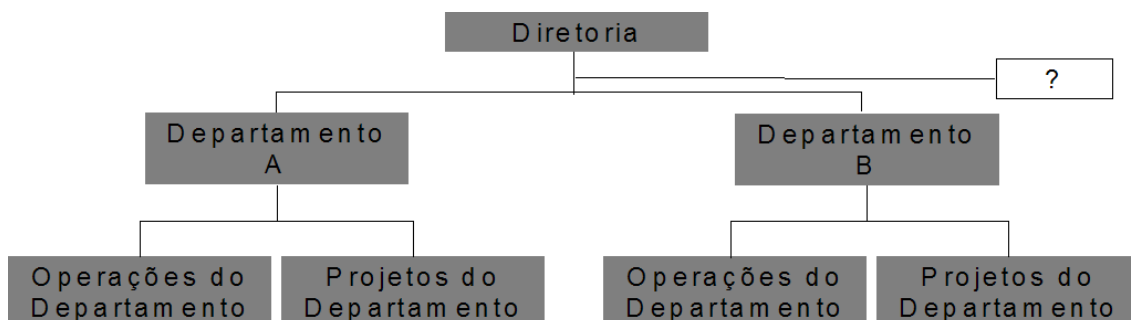 Diretoria
?
Departamento
A
Departamento
B
Operações do
Departamento
Projetos do
Departamento
Operações do
Departamento
Projetos do
Departamento